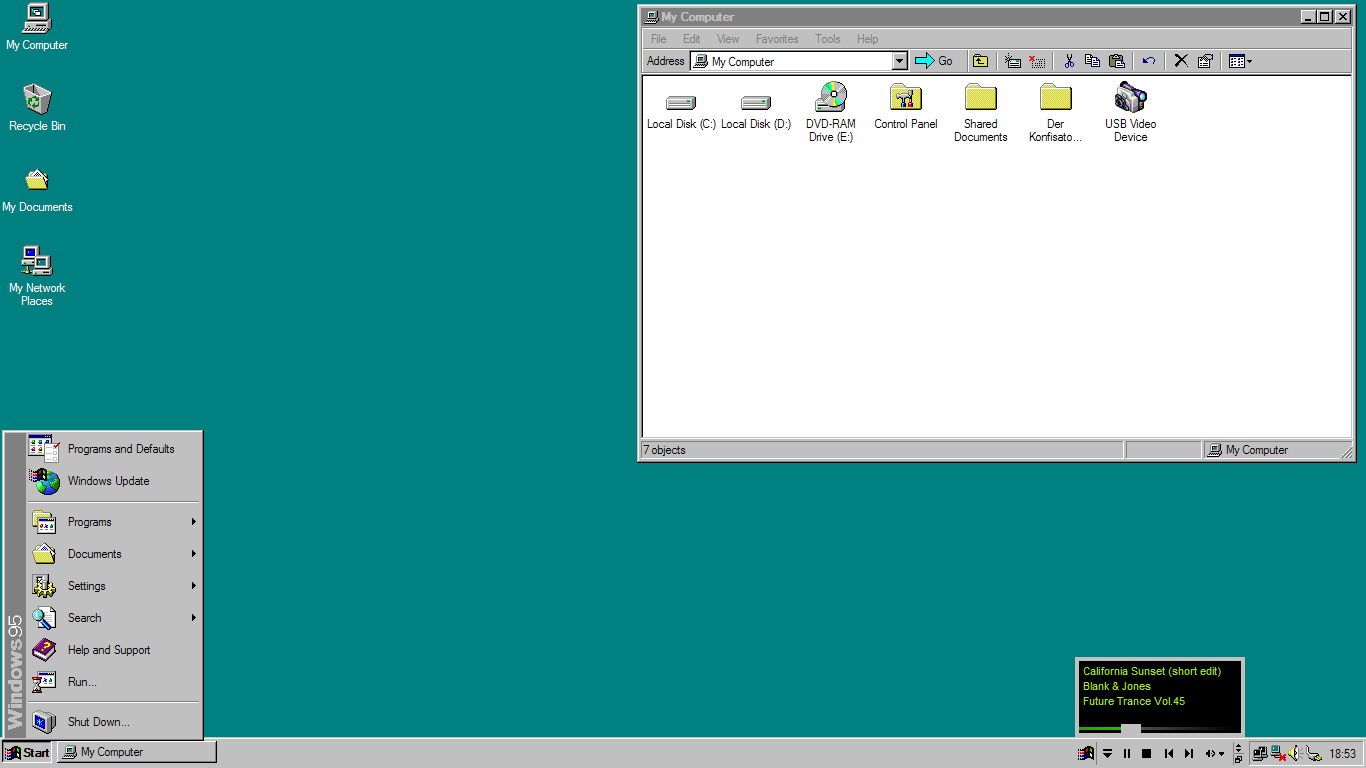 My Computer
Recycle Bin
My Documents
My Network
Places
My Computer
File Edit View Favorites Tools Help
Address My Computer Go
Local Disk (C:) Local Disk (D:) DVD-RAM
Drive (E:) Control Panel Shared
Documents Der
Konfisato... USB Video
Device
7 objects My Computer
Programs and Defaults
Windows Update
Programs
Documents
Settings
Search
Help and Support
Run...
Shut Down...
Windows95
California Sunset (short edit)
Blank & Jones
Future Trance Vol.45
Start My Computer 18:53